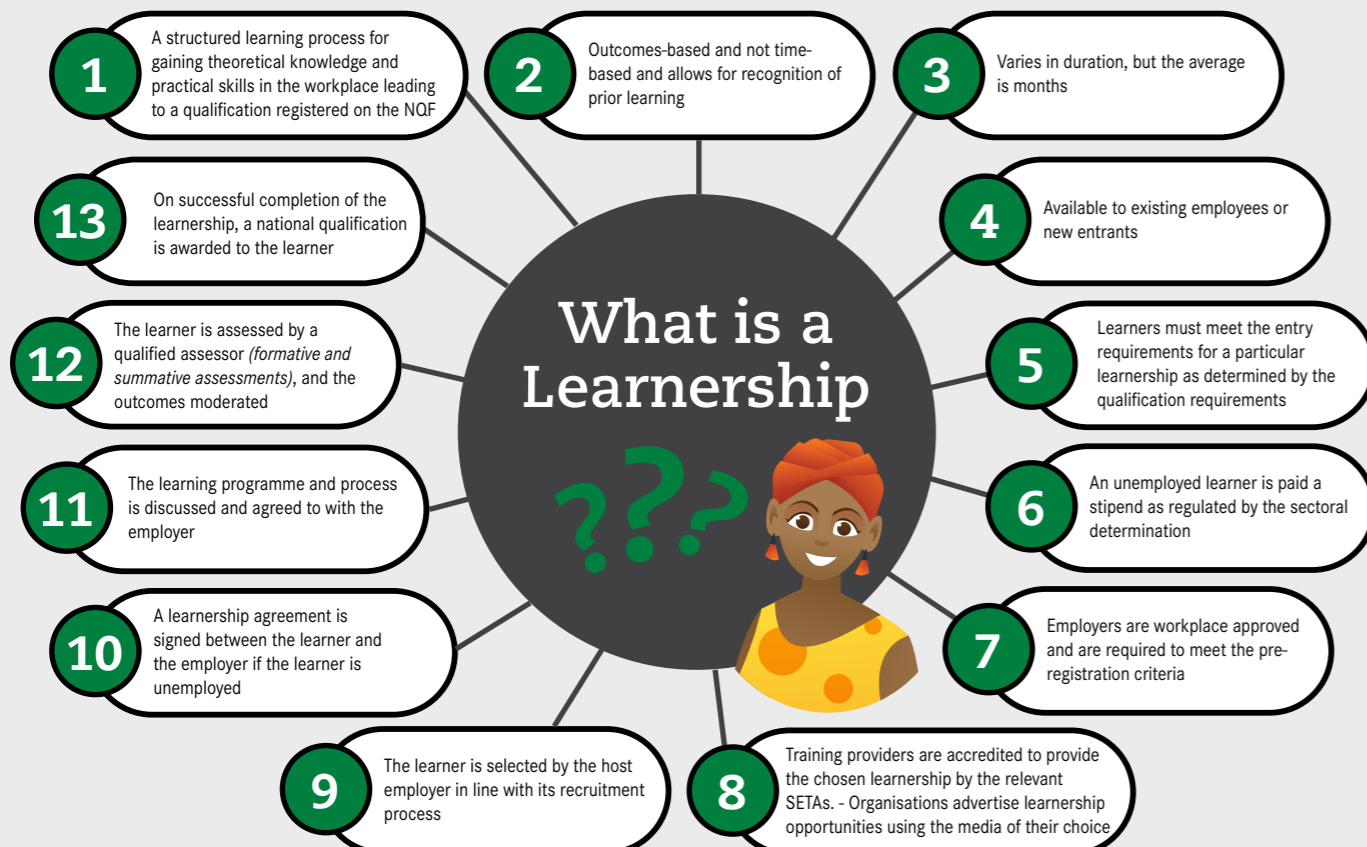 What is a
Learnership
???
1
A structured learning process for
gaining theoretical knowledge and
practical skills in the workplace leading
to a qualification registered on the NQF
2
Outcomes-based and not time-
based and allows for recognition of
prior learning
3
Varies in duration, but the average
is months
4
Available to existing employees or
new entrants
5
Learners must meet the entry
requirements for a particular
learnership as determined by the
qualification requirements
6
An unemployed learner is paid a
stipend as regulated by the sectoral
determination
7
Employers are workplace approved
and are required to meet the pre-
registration criteria
8
Training providers are accredited to provide
the chosen learnership by the relevant
SETAs. - Organisations advertise learnership
opportunities using the media of their choice
9
The learner is selected by the host
employer in line with its recruitment
process
10
A learnership agreement is
signed between the learner and
the employer if the learner is
unemployed
11
The learning programme and process
is discussed and agreed to with the
employer
12
The learner is assessed by a
qualified assessor (formative and
summative assessments), and the
outcomes moderated
13
On successful completion of the
learnership, a national qualification
is awarded to the learner